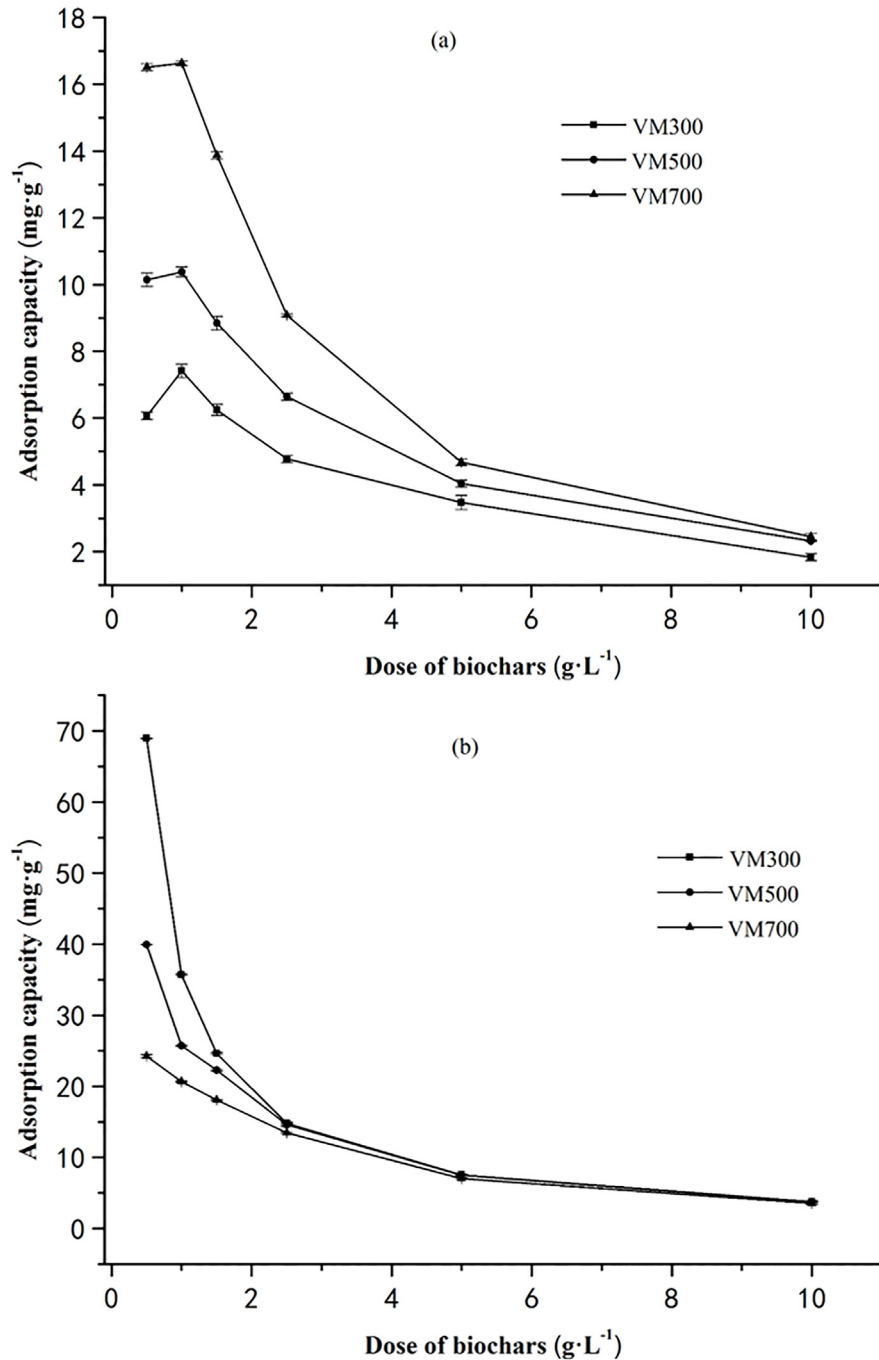 (a)
18
16
14
12
10
8
6
4
2
VM300
VM500
VM700
Adsorption capacity (mg·g⁻¹)
0 2 4 6 8 10
Dose of biochars (g·L⁻¹)
(b)
70
60
50
40
30
20
10
0
VM300
VM500
VM700
Adsorption capacity (mg·g⁻¹)
0 2 4 6 8 10
Dose of biochars (g·L⁻¹)